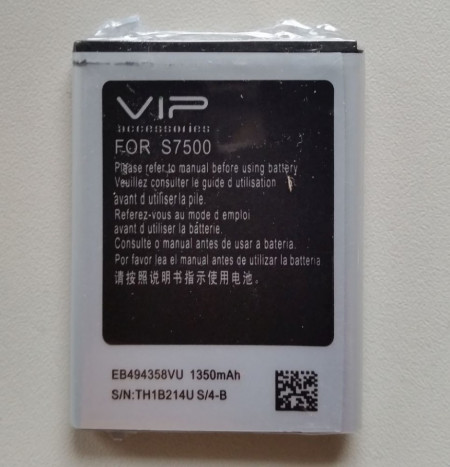 VIP
accessories
FOR S7500
Please refer to manual before using battery
Veuillez consulter le guide d utilisation
avant d utiliser la pile.
Referez-vous au mode d emploi
avant d utiliser la batterie.
Consulte o manual antes de usar a bateria.
Por favor lea el manual antes de utilizar la bateria
请按照说明书指示使用电池。
EB494358VU 1350mAh
S/N:TH1B214U S/4-B